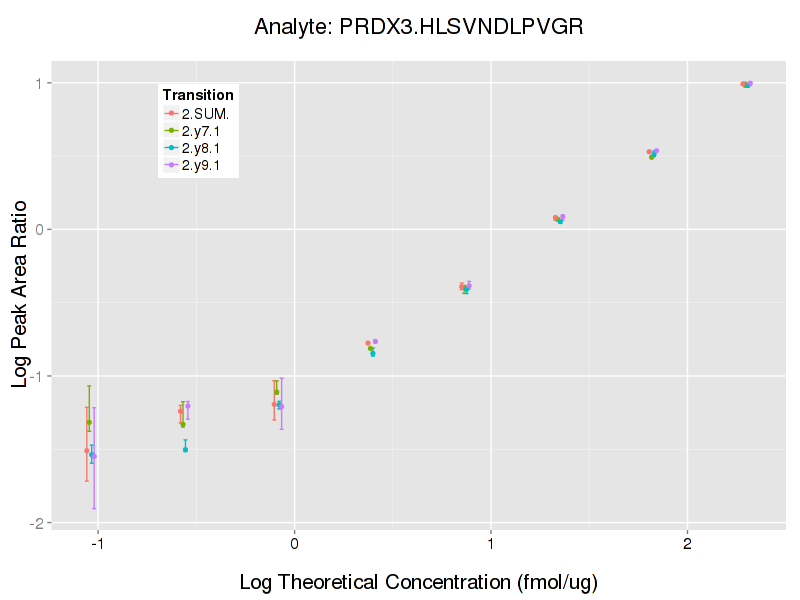 Analyte: PRDX3.HLSVNDLPVGR
Log Peak Area Ratio
1
0
-1
-2
Transition
2.SUM.
2.y7.1
2.y8.1
2.y9.1
-1 0 1 2
Log Theoretical Concentration (fmol/ug)